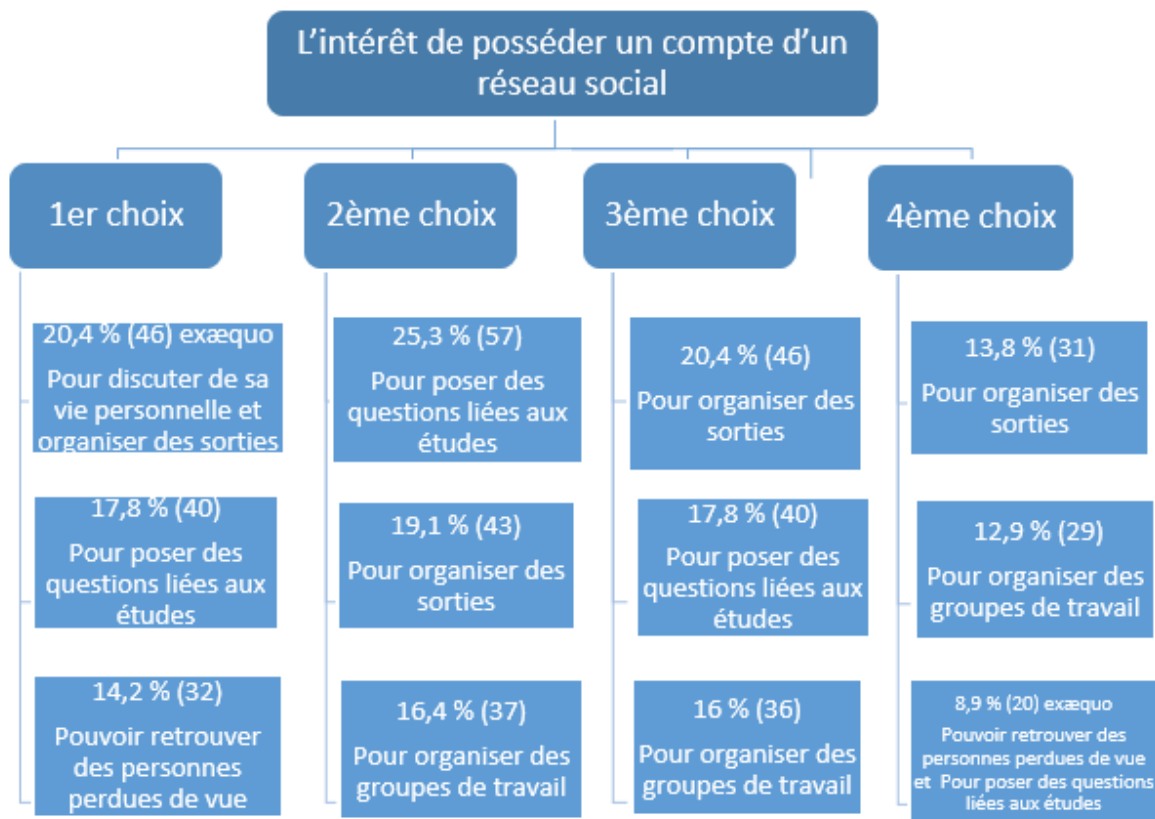 L'intérêt de posséder un compte d'un
réseau social
1er choix
2ème choix
3ème choix
4ème choix
20,4 % (46) exæquo
Pour discuter de sa
vie personnelle et
organiser des sorties
17,8 % (40)
Pour poser des
questions liées aux
études
14,2 % (32)
Pouvoir retrouver
des personnes
perdues de vue
25,3 % (57)
Pour poser des
questions liées aux
études
19,1 % (43)
Pour organiser des
sorties
16,4 % (37)
Pour organiser des
groupes de travail
20,4 % (46)
Pour organiser des
sorties
17,8 % (40)
Pour poser des
questions liées aux
études
16 % (36)
Pour organiser des
groupes de travail
13,8 % (31)
Pour organiser des
sorties
12,9 % (29)
Pour organiser des
groupes de travail
8,9 % (20) exæquo
Pouvoir retrouver des
personnes perdues de vue
et Pour poser des questions
liées aux études